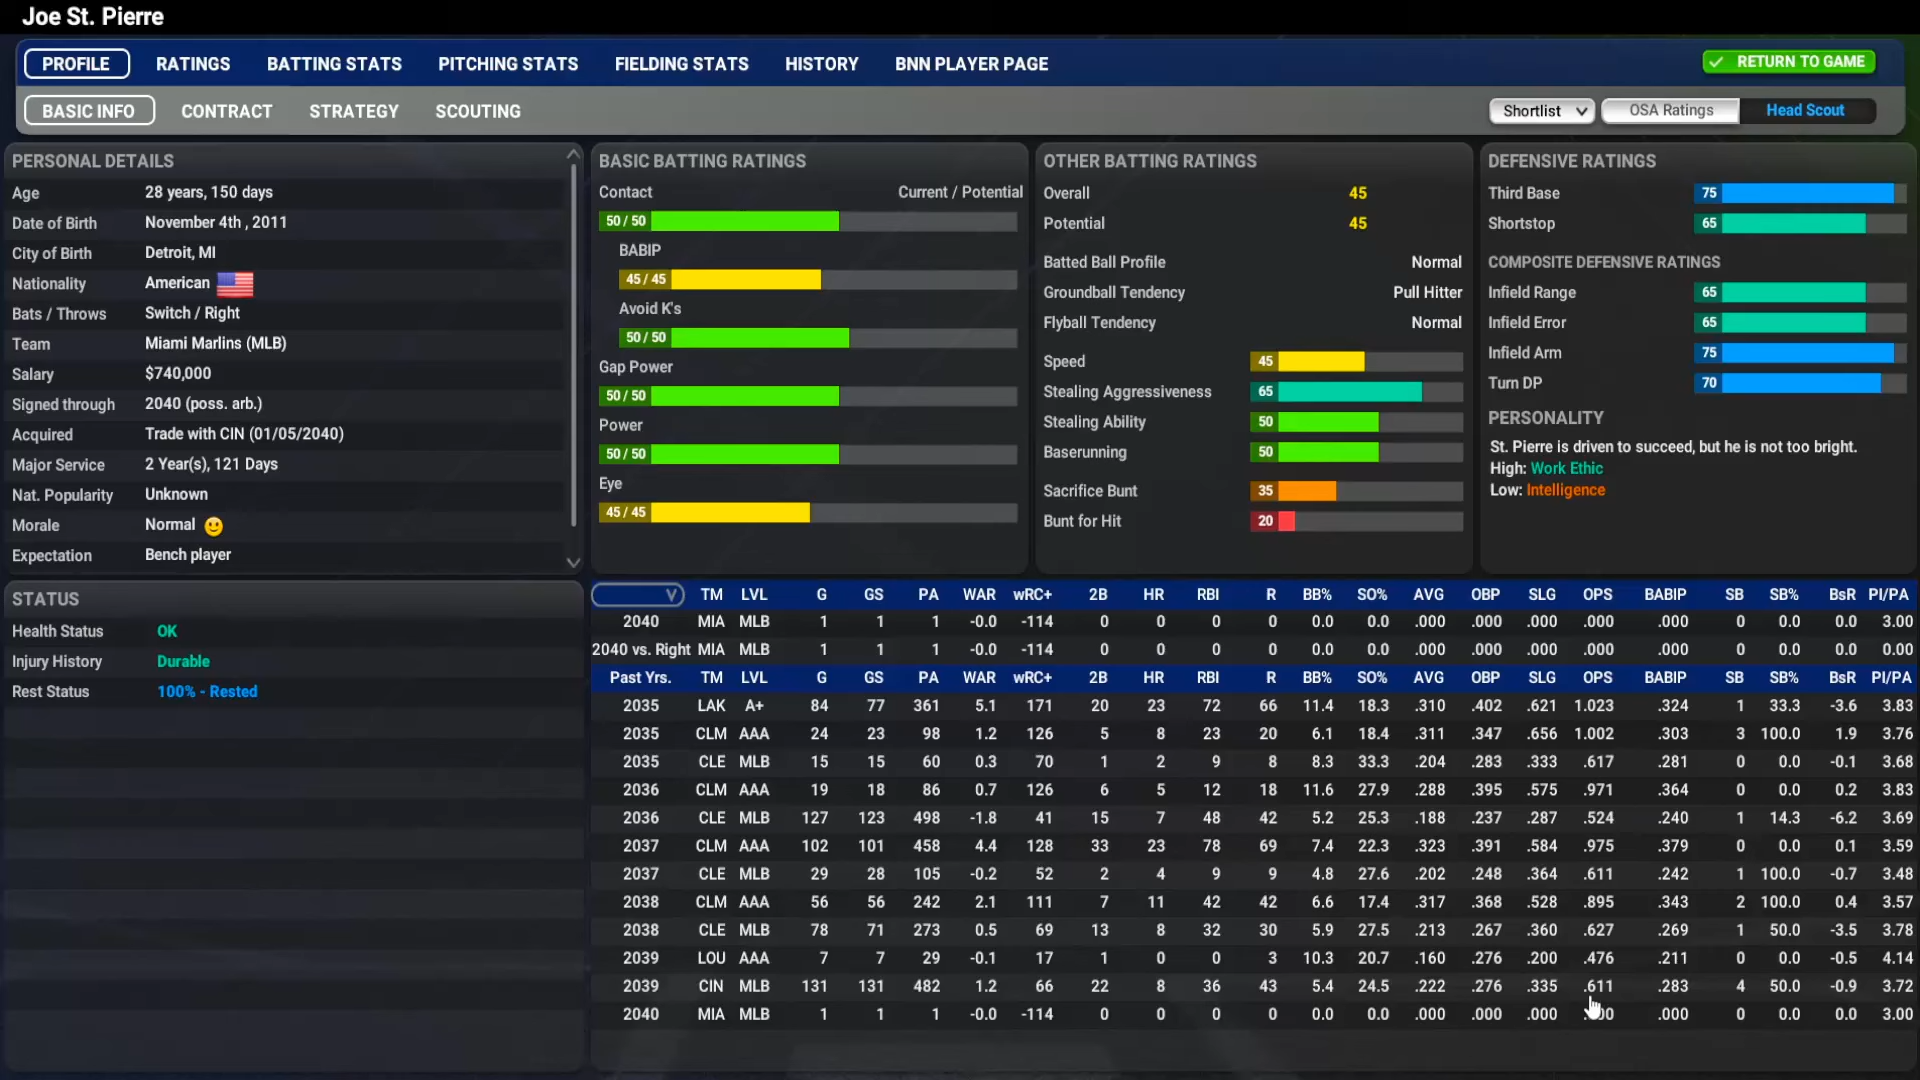 Joe St. Pierre
PROFILE RATINGS BATTING STATS PITCHING STATS FIELDING STATS HISTORY BNN PLAYER PAGE RETURN TO GAME
BASIC INFO CONTRACT STRATEGY SCOUTING Shortlist OSA Ratings Head Scout
PERSONAL DETAILS
Age 28 years, 150 days
Date of Birth November 4th , 2011
City of Birth Detroit, MI
Nationality American
Bats / Throws Switch / Right
Team Miami Marlins (MLB)
Salary $740,000
Signed through 2040 (poss. arb.)
Acquired Trade with CIN (01/05/2040)
Major Service 2 Year(s), 121 Days
Nat. Popularity Unknown
Morale Normal
Expectation Bench player
BASIC BATTING RATINGS
Contact Current / Potential
50 / 50
BABIP
45 / 45
Avoid K's
50 / 50
Gap Power
50 / 50
Power
50 / 50
Eye
45 / 45
OTHER BATTING RATINGS
Overall 45
Potential 45
Batted Ball Profile Normal
Groundball Tendency Pull Hitter
Flyball Tendency Normal
Speed 45
Stealing Aggressiveness 65
Stealing Ability 50
Baserunning 50
Sacrifice Bunt 35
Bunt for Hit 20
DEFENSIVE RATINGS
Third Base 75
Shortstop 65
COMPOSITE DEFENSIVE RATINGS
Infield Range 65
Infield Error 65
Infield Arm 75
Turn DP 70
PERSONALITY
St. Pierre is driven to succeed, but he is not too bright.
High: Work Ethic
Low: Intelligence
STATUS
Health Status OK
Injury History Durable
Rest Status 100% - Rested
TM LVL G GS PA WAR wRC+ 2B HR RBI R BB% SO% AVG OBP SLG OPS BABIP SB SB% BsR PI/PA
2040 MIA MLB 1 1 1 -0.0 -114 0 0 0 0 0.0 0.0 .000 .000 .000 .000 .000 0 0.0 0.0 3.00
2040 vs. Right MIA MLB 1 1 1 -0.0 -114 0 0 0 0 0.0 0.0 .000 .000 .000 .000 .000 0 0.0 0.0 0.00
Past Yrs. TM LVL G GS PA WAR wRC+ 2B HR RBI R BB% SO% AVG OBP SLG OPS BABIP SB SB% BsR PI/PA
2035 LAK A+ 84 77 361 5.1 171 20 23 72 66 11.4 18.3 .310 .402 .621 1.023 .324 1 33.3 -3.6 3.83
2035 CLM AAA 24 23 98 1.2 126 5 8 23 20 6.1 18.4 .311 .347 .656 1.002 .303 3 100.0 1.9 3.76
2035 CLE MLB 15 15 60 0.3 70 1 2 9 8 8.3 33.3 .204 .283 .333 .617 .281 0 0.0 -0.1 3.68
2036 CLM AAA 19 18 86 0.7 126 6 5 12 18 11.6 27.9 .288 .395 .575 .971 .364 0 0.0 0.2 3.83
2036 CLE MLB 127 123 498 -1.8 41 15 7 48 42 5.2 25.3 .188 .237 .287 .524 .240 1 14.3 -6.2 3.69
2037 CLM AAA 102 101 458 4.4 128 33 23 78 69 7.4 22.3 .323 .391 .584 .975 .379 0 0.0 0.1 3.59
2037 CLE MLB 29 28 105 -0.2 52 2 4 9 9 4.8 27.6 .202 .248 .364 .611 .242 1 100.0 -0.7 3.48
2038 CLM AAA 56 56 242 2.1 111 7 11 42 42 6.6 17.4 .317 .368 .528 .895 .343 2 100.0 0.4 3.57
2038 CLE MLB 78 71 273 0.5 69 13 8 32 30 5.9 27.5 .213 .267 .360 .627 .269 1 50.0 -3.5 3.78
2039 LOU AAA 7 7 29 -0.1 17 1 0 0 3 10.3 20.7 .160 .276 .200 .476 .211 0 0.0 -0.5 4.14
2039 CIN MLB 131 131 482 1.2 66 22 8 36 43 5.4 24.5 .222 .276 .335 .611 .283 4 50.0 -0.9 3.72
2040 MIA MLB 1 1 1 -0.0 -114 0 0 0 0 0.0 0.0 .000 .000 .000 .000 0 0.0 0.0 3.00